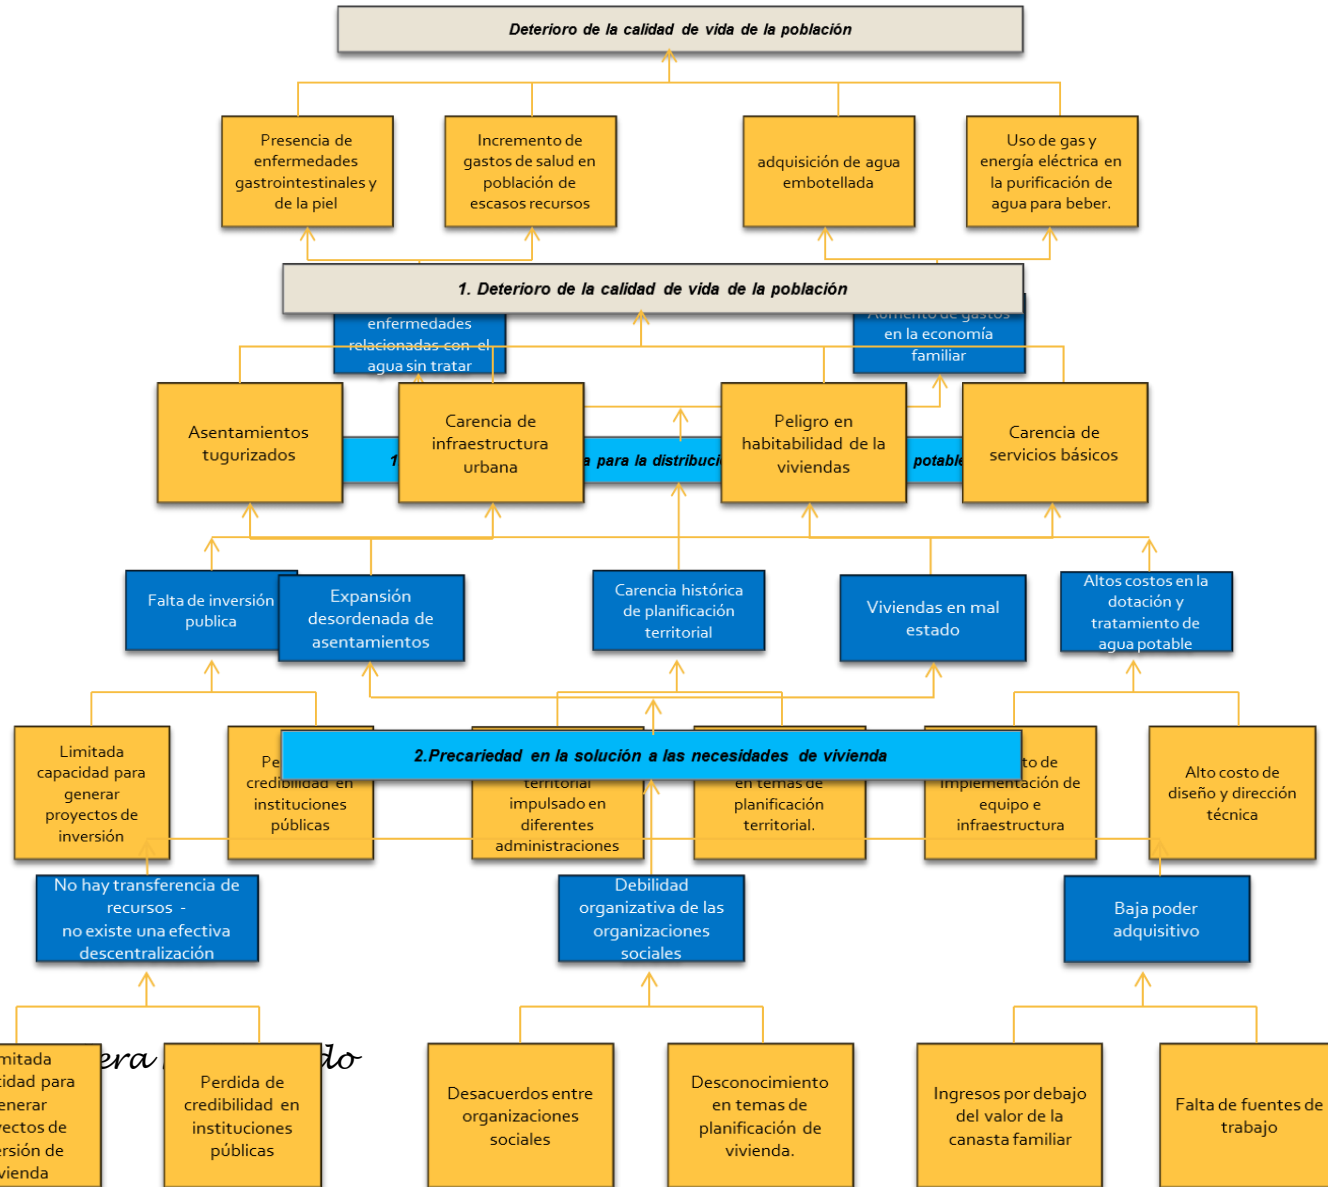 Deterioro de la calidad de vida de la población
Presencia de
enfermedades
gastrointestinales y
de la piel
Incremento de
gastos de salud en
población de
escasos recursos
adquisición de agua
embotellada
Uso de gas y
energía eléctrica en
la purificación de
agua para beber.
1. Deterioro de la calidad de vida de la población
enfermedades
relacionadas con el
agua sin tratar
Aumento de gastos
en la economía
familiar
Asentamientos
tugurizados
Carencia de
infraestructura
urbana
Peligro en
habitabilidad de la
viviendas
Carencia de
servicios básicos
1
para la
potable
Falta de inversión
publica
Expansión
desordenada de
asentamientos
Carencia histórica
de planificación
territorial
Viviendas en mal
estado
Altos costos en la
dotación y
tratamiento de
agua potable
Limitada
capacidad para
generar
proyectos de
inversión
credibilidad en
instituciones
públicas
territorial
impulsado en
diferentes
administraciones
en temas de
planificación
territorial.
implementación de
equipo e
infraestructura
Alto costo de
diseño y dirección
técnica
2.Precariedad en la solución a las necesidades de vivienda
No hay transferencia de
recursos -
no existe una efectiva
descentralización
Debilidad
organizativa de las
organizaciones
sociales
Baja poder
adquisitivo
Perdida de
credibilidad en
instituciones
públicas
Desacuerdos entre
organizaciones
sociales
Desconocimiento
en temas de
planificación de
vivienda.
Ingresos por debajo
del valor de la
canasta familiar
Falta de fuentes de
trabajo